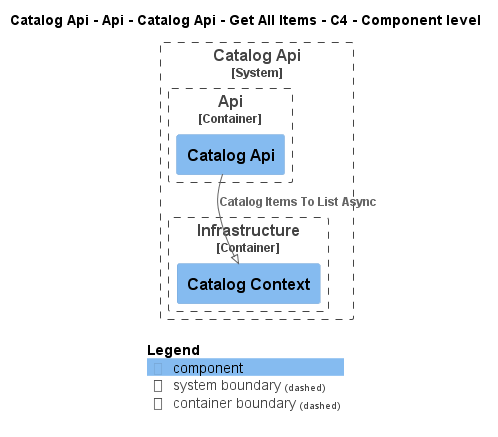 Catalog Api - Api - Catalog Api - Get All Items - C4 - Component level
Catalog Api
[System]
Api
[Container]
Catalog Api
Catalog Items To List Async
Infrastructure
[Container]
Catalog Context
Legend
component
system boundary (dashed)
container boundary (dashed)